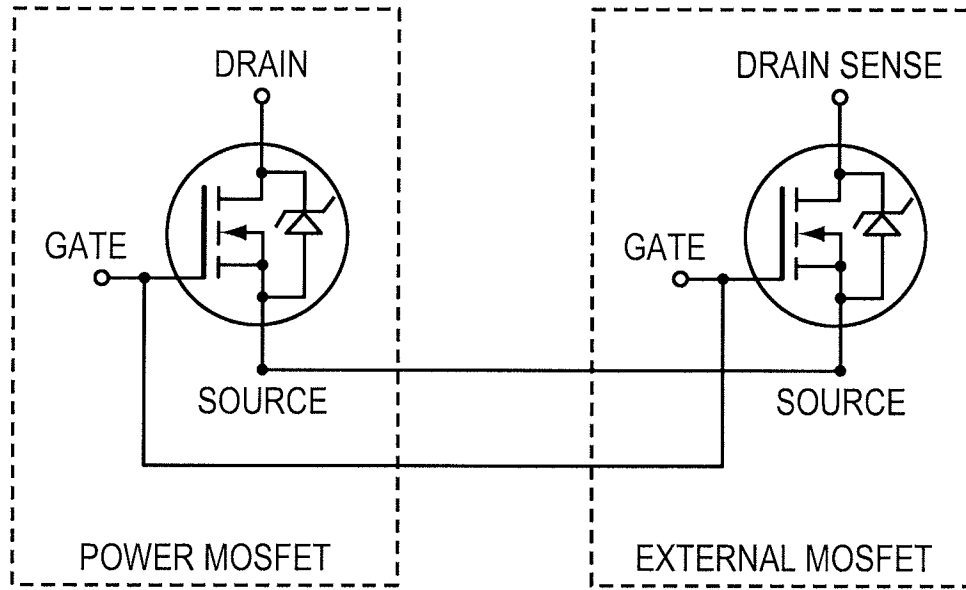 DRAIN
DRAIN SENSE
GATE
GATE
SOURCE
SOURCE
POWER MOSFET
EXTERNAL MOSFET